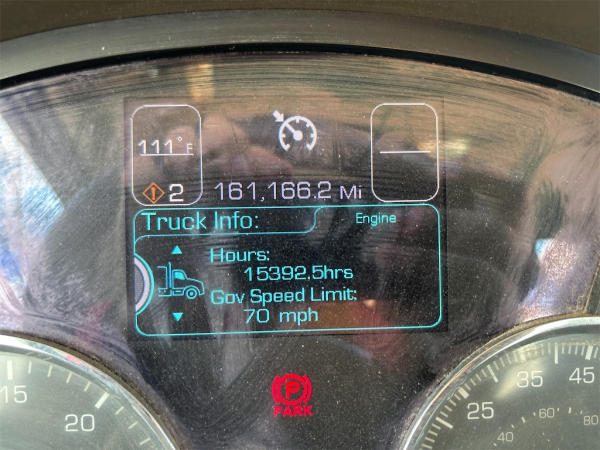 111°F
2
161,166.2 Mi
Truck Info:
Engine
Hours:
15392.5hrs
Gov Speed Limit:
70 mph
P
PARK
15
20
25
35
45
40
60
80